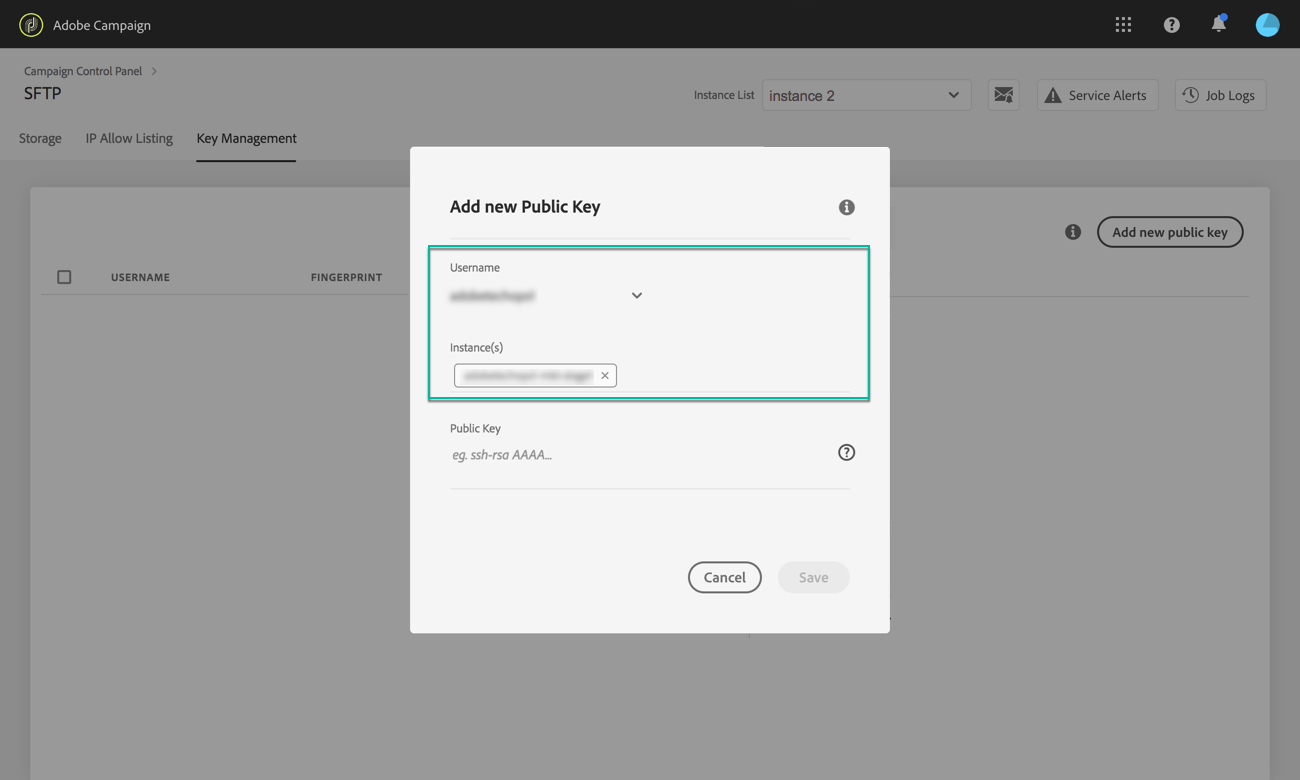 Adobe Campaign
Campaign Control Panel
SFTP
Instance List
instance 2
Service Alerts
Job Logs
Storage
IP Allow Listing
Key Management
Add new public key
USERNAME
FINGERPRINT
Add new Public Key
Username
Instance(s)
Public Key
eg. ssh-rsa AAAA...
Cancel
Save